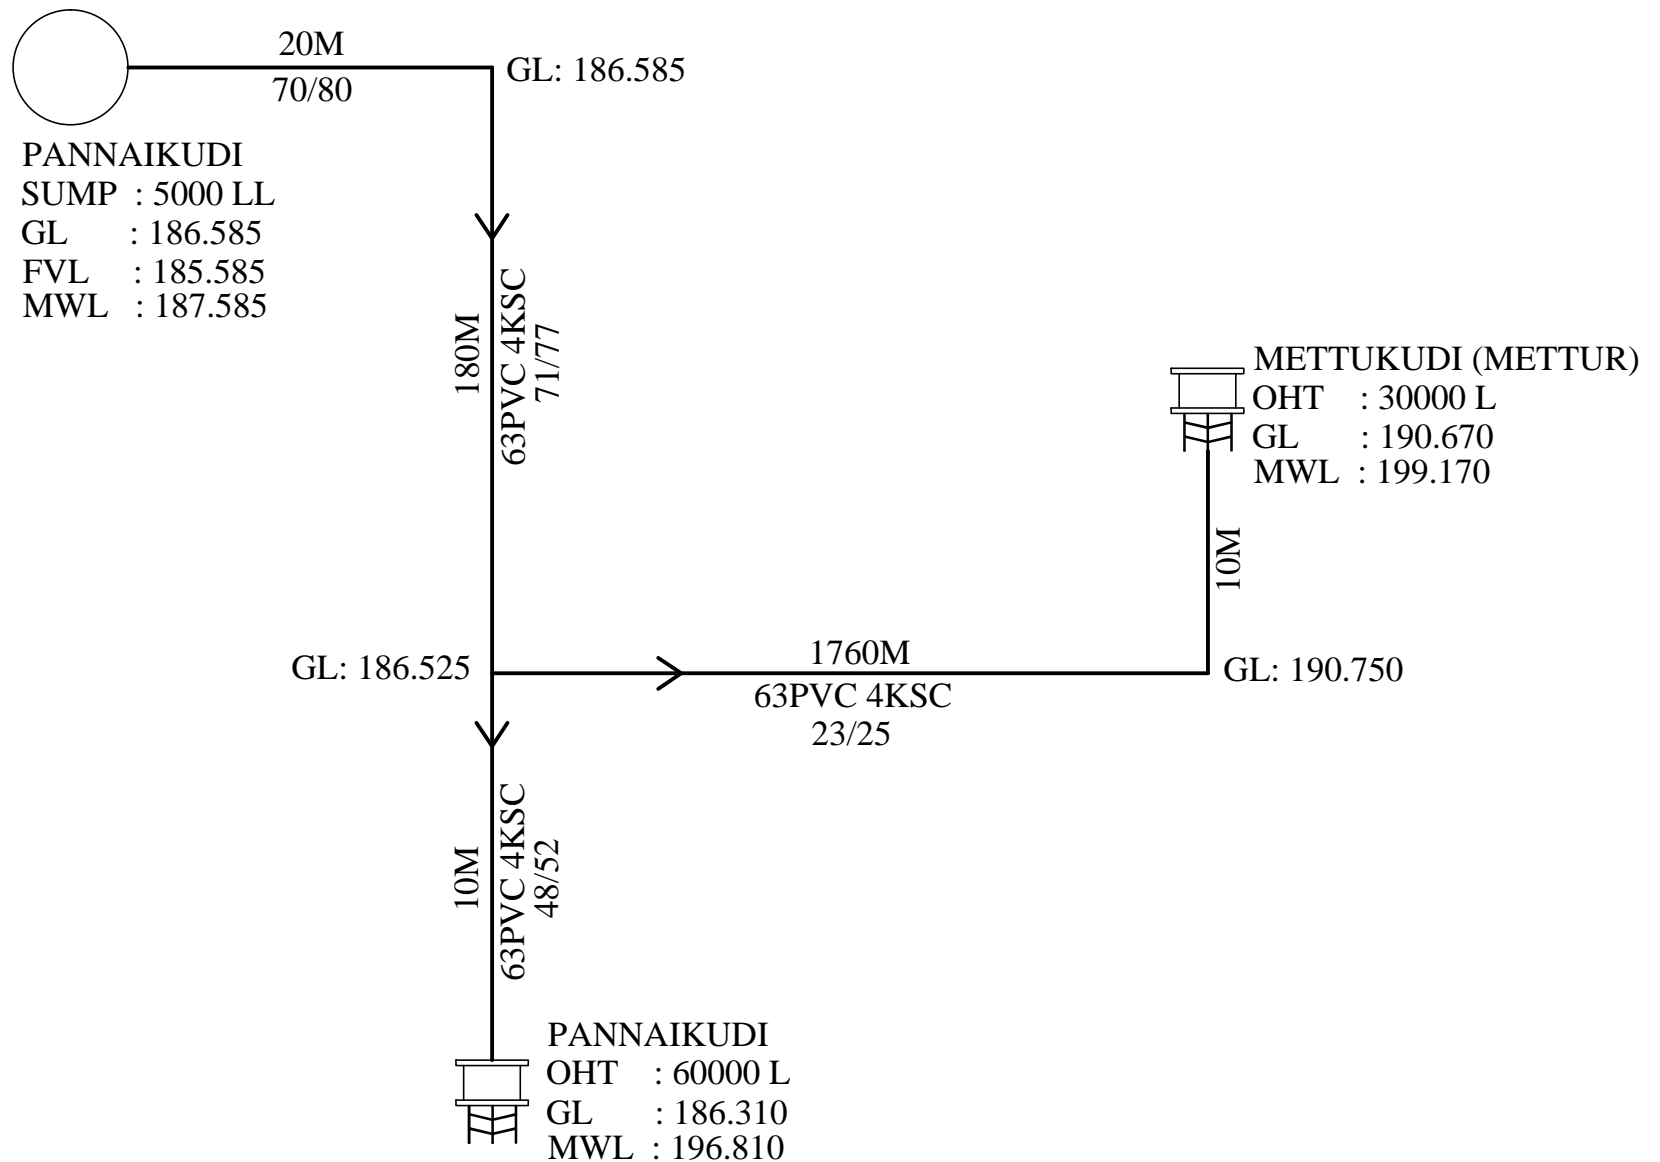 20M
70/80
GL: 186.585
PANNAIKUDI
SUMP : 5000 LL
GL : 186.585
FVL : 185.585
MWL : 187.585
180M
63PVC 4KSC
71/77
METTUKUDI (METTUR)
OHT : 30000 L
GL : 190.670
MWL : 199.170
10M
GL: 186.525
1760M
63PVC 4KSC
23/25
GL: 190.750
10M
63PVC 4KSC
48/52
PANNAIKUDI
OHT : 60000 L
GL : 186.310
MWL : 196.810